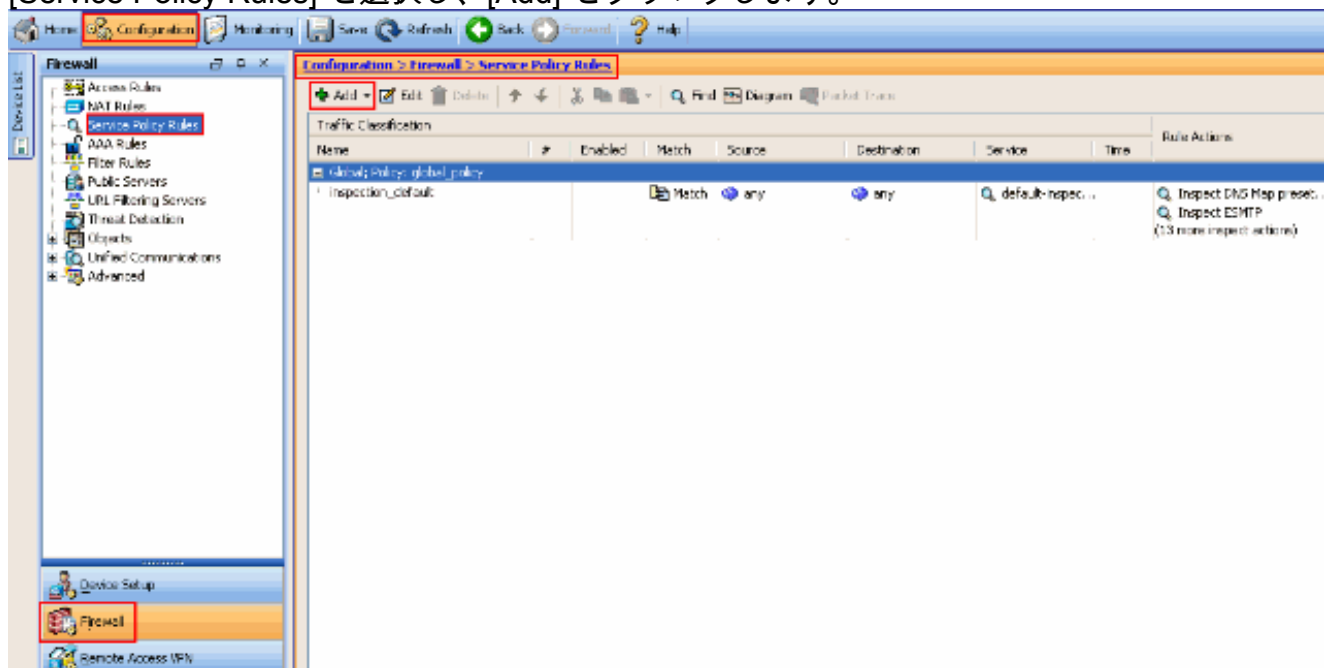 [Service Policy Rules] を選択し、[Add] をクリックします。
Home Configuration Monitoring Save Refresh Back Forward Help
Device List
Firewall
Access Rules
NAT Rules
Service Policy Rules
AAA Rules
Filter Rules
Public Servers
URL Filtering Servers
Threat Detection
Objects
Unified Communications
Advanced
Device Setup
Firewall
Remote Access VPN
Configuration > Firewall > Service Policy Rules
Add Edit Delete Find Diagram Packet Trace
Traffic Classification
Rule Actions
Name # Enabled Match Source Destination Service Time
Global; Policy: global_policy
inspection_default Match any any default-inspec... Inspect DNS Map preset...
Inspect ESMTP
(13 more inspect actions)